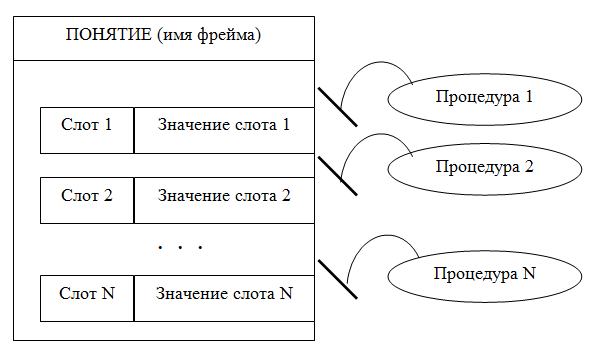 ПОНЯТИЕ (имя фрейма)
Слот 1 Значение слота 1 Процедура 1
Слот 2 Значение слота 2 Процедура 2
. . .
Слот N Значение слота N Процедура N